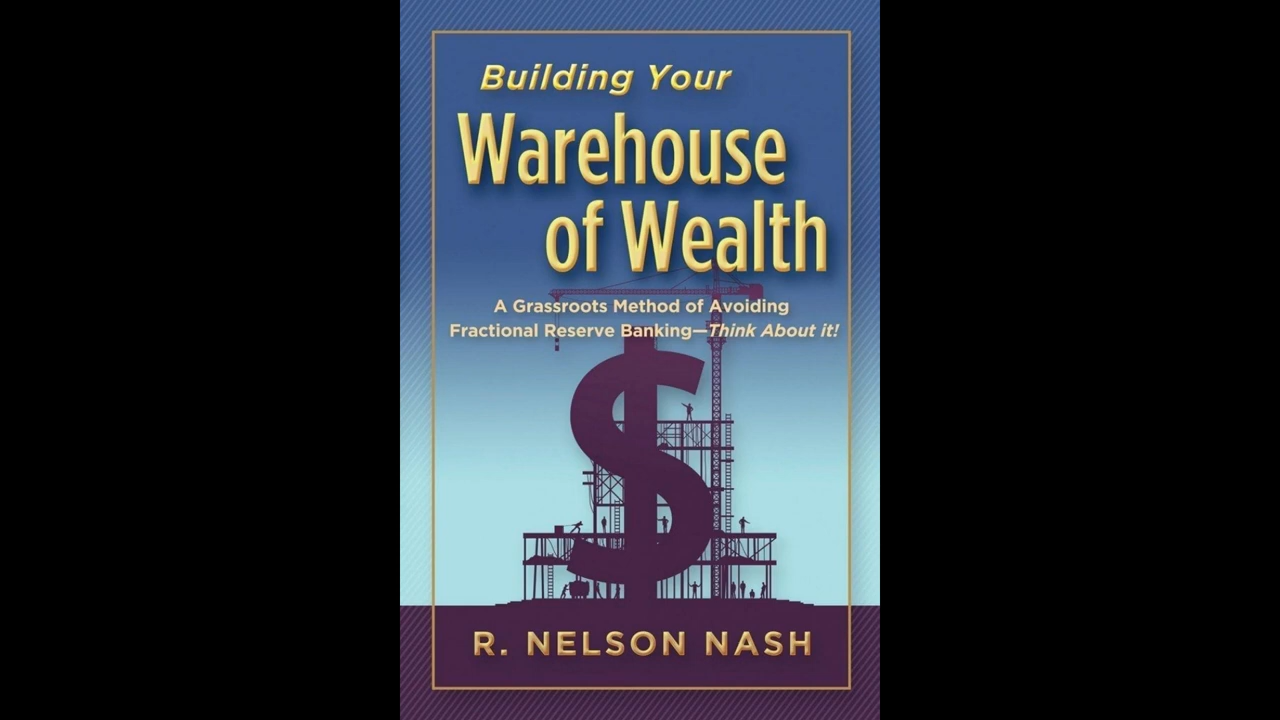 Building Your
Warehouse
of Wealth
A Grassroots Method of Avoiding
Fractional Reserve Banking—Think About it!
R. NELSON NASH